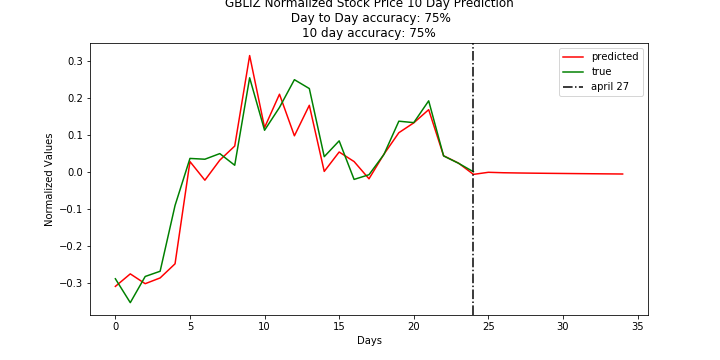 GBLIZ Normalized Stock Price 10 Day Prediction
Day to Day accuracy: 75%
10 day accuracy: 75%
0.3
0.2
0.1
0.0
−0.1
−0.2
−0.3
Normalized Values
predicted
true
april 27
0 5 10 15 20 25 30 35
Days